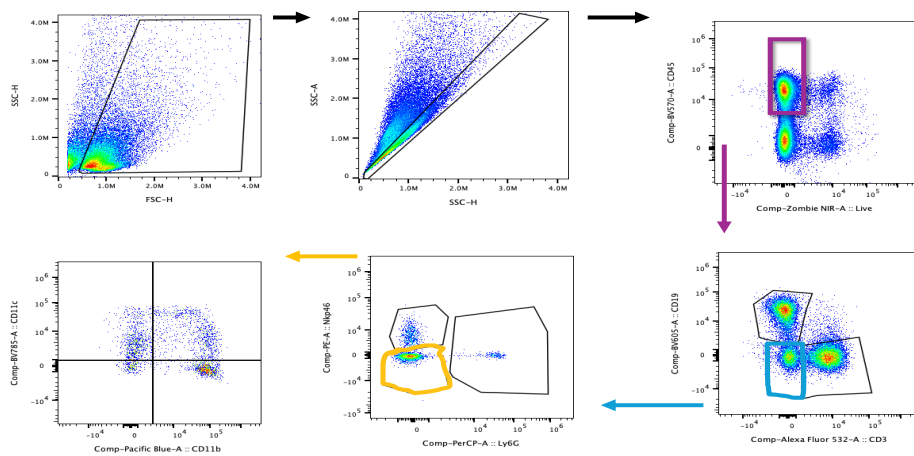 4.0M
3.0M
2.0M
1.0M
0
0
1.0M
2.0M
3.0M
4.0M
SSC-H
FSC-H
4.0M
3.0M
2.0M
1.0M
0
0
1.0M
2.0M
3.0M
4.0M
SSC-A
SSC-H
10^6
10^5
10^4
0
-10^4
0
10^4
10^5
Comp-BV570-A :: CD45
Comp-Zombie NIR-A :: Live
10^6
10^5
10^4
0
-10^4
-10^4
0
10^4
10^5
10^6
Comp-BV785-A :: CD11c
Comp-Pacific Blue-A :: CD11b
10^6
10^5
10^4
0
-10^4
-10^5
-10^4
0
10^4
10^5
10^6
Comp-PE-A :: Nkp46
Comp-PerCP-A :: Ly6G
10^6
10^5
10^4
0
-10^4
-10^4
0
10^4
10^5
Comp-BV605-A :: CD19
Comp-Alexa Fluor 532-A :: CD3